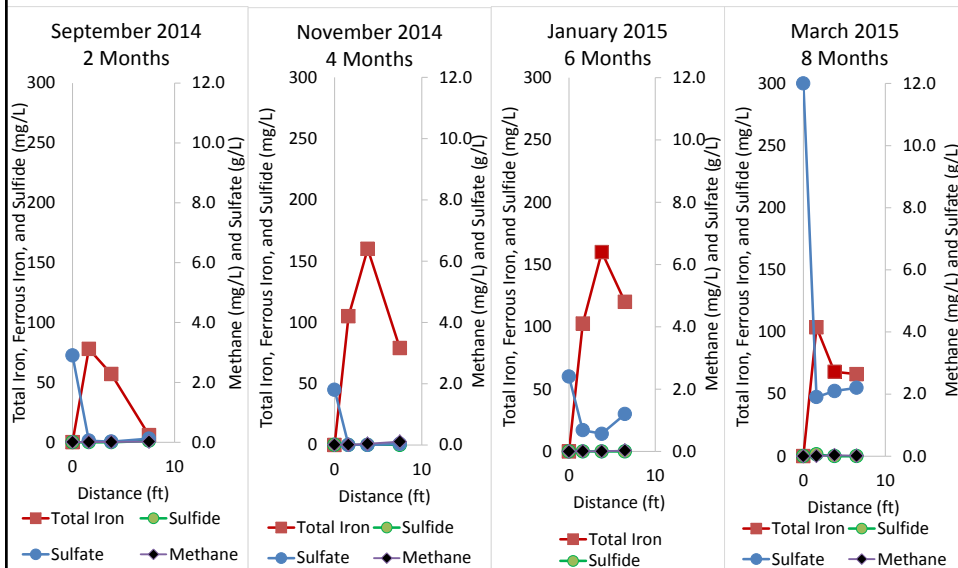 September 2014
2 Months
Total Iron, Ferrous Iron, and Sulfide (mg/L)
300
250
200
150
100
50
0
12.0
10.0
8.0
6.0
4.0
2.0
0.0
Methane (mg/L) and Sulfate (g/L)
0
10
Distance (ft)
Total Iron
Sulfide
Sulfate
Methane
November 2014
4 Months
Total Iron, Ferrous Iron, and Sulfide (mg/L)
300
250
200
150
100
50
0
12.0
10.0
8.0
6.0
4.0
2.0
0.0
Methane (mg/L) and Sulfate (g/L)
0
10
Distance (ft)
Total Iron
Sulfide
Sulfate
Methane
January 2015
6 Months
Total Iron, Ferrous Iron, and Sulfide (mg/L)
300
250
200
150
100
50
0
12.0
10.0
8.0
6.0
4.0
2.0
0.0
Methane (mg/L) and Sulfate (g/L)
0
10
Distance (ft)
Total Iron
Sulfide
March 2015
8 Months
Total Iron, Ferrous Iron, and Sulfide (mg/L)
300
250
200
150
100
50
0
12.0
10.0
8.0
6.0
4.0
2.0
0.0
Methane (mg/L) and Sulfate (g/L)
0
10
Distance (ft)
Total Iron
Sulfide
Sulfate
Methane